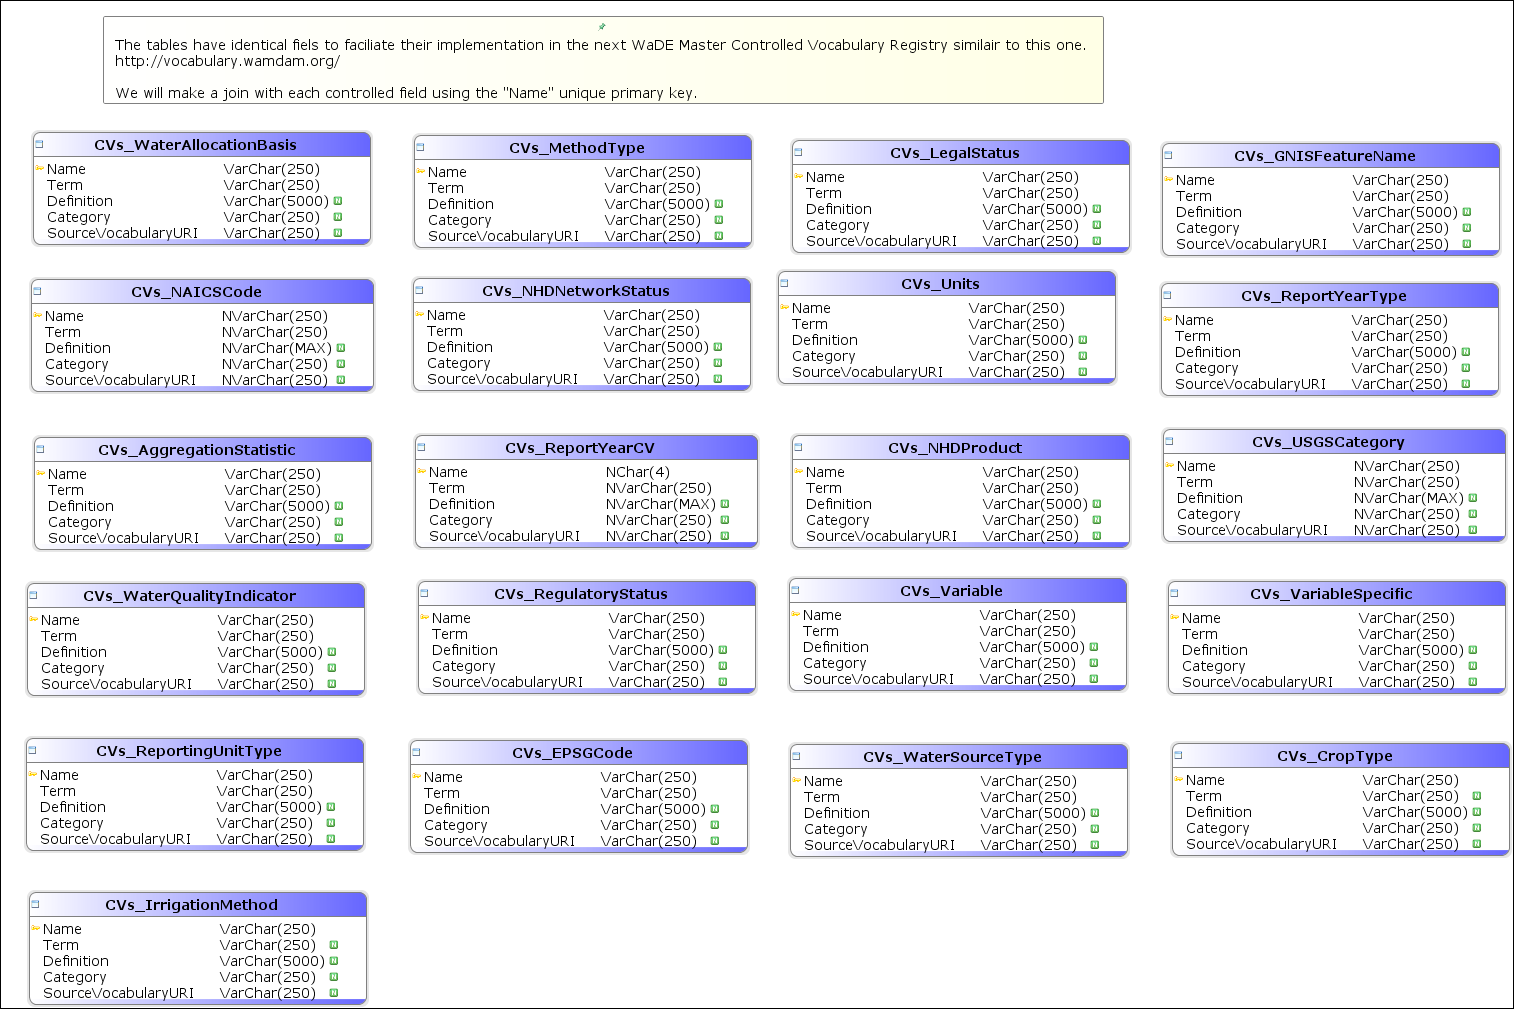 The tables have identical fiels to faciliate their implementation in the next WaDE Master Controlled Vocabulary Registry similair to this one.
http://vocabulary.wamdam.org/
We will make a join with each controlled field using the "Name" unique primary key.
CVs_WaterAllocationBasis
Name VarChar(250)
Term VarChar(250)
Definition VarChar(5000) N
Category VarChar(250) N
SourceVocabularyURI VarChar(250) N
CVs_MethodType
Name VarChar(250)
Term VarChar(250)
Definition VarChar(5000) N
Category VarChar(250) N
SourceVocabularyURI VarChar(250) N
CVs_LegalStatus
Name VarChar(250)
Term VarChar(250)
Definition VarChar(5000) N
Category VarChar(250) N
SourceVocabularyURI VarChar(250) N
CVs_GNISFeatureName
Name VarChar(250)
Term VarChar(250)
Definition VarChar(5000) N
Category VarChar(250) N
SourceVocabularyURI VarChar(250) N
CVs_NAICSCode
Name NVarChar(250)
Term NVarChar(250)
Definition NVarChar(MAX) N
Category NVarChar(250) N
SourceVocabularyURI NVarChar(250) N
CVs_NHDNetworkStatus
Name VarChar(250)
Term VarChar(250)
Definition VarChar(5000) N
Category VarChar(250) N
SourceVocabularyURI VarChar(250) N
CVs_Units
Name VarChar(250)
Term VarChar(250)
Definition VarChar(5000) N
Category VarChar(250) N
SourceVocabularyURI VarChar(250) N
CVs_ReportYearType
Name VarChar(250)
Term VarChar(250)
Definition VarChar(5000) N
Category VarChar(250) N
SourceVocabularyURI VarChar(250) N
CVs_AggregationStatistic
Name VarChar(250)
Term VarChar(250)
Definition VarChar(5000) N
Category VarChar(250) N
SourceVocabularyURI VarChar(250) N
CVs_ReportYearCV
Name NChar(4)
Term NVarChar(250)
Definition NVarChar(MAX) N
Category NVarChar(250) N
SourceVocabularyURI NVarChar(250) N
CVs_NHDProduct
Name VarChar(250)
Term VarChar(250)
Definition VarChar(5000) N
Category VarChar(250) N
SourceVocabularyURI VarChar(250) N
CVs_USGSCategory
Name NVarChar(250)
Term NVarChar(250)
Definition NVarChar(MAX) N
Category NVarChar(250) N
SourceVocabularyURI NVarChar(250) N
CVs_WaterQualityIndicator
Name VarChar(250)
Term VarChar(250)
Definition VarChar(5000) N
Category VarChar(250) N
SourceVocabularyURI VarChar(250) N
CVs_RegulatoryStatus
Name VarChar(250)
Term VarChar(250)
Definition VarChar(5000) N
Category VarChar(250) N
SourceVocabularyURI VarChar(250) N
CVs_Variable
Name VarChar(250)
Term VarChar(250)
Definition VarChar(5000) N
Category VarChar(250) N
SourceVocabularyURI VarChar(250) N
CVs_VariableSpecific
Name VarChar(250)
Term VarChar(250)
Definition VarChar(5000) N
Category VarChar(250) N
SourceVocabularyURI VarChar(250) N
CVs_ReportingUnitType
Name VarChar(250)
Term VarChar(250)
Definition VarChar(5000) N
Category VarChar(250) N
SourceVocabularyURI VarChar(250) N
CVs_EPSGCode
Name VarChar(250)
Term VarChar(250)
Definition VarChar(5000) N
Category VarChar(250) N
SourceVocabularyURI VarChar(250) N
CVs_WaterSourceType
Name VarChar(250)
Term VarChar(250)
Definition VarChar(5000) N
Category VarChar(250) N
SourceVocabularyURI VarChar(250) N
CVs_CropType
Name VarChar(250)
Term VarChar(250) N
Definition VarChar(5000) N
Category VarChar(250) N
SourceVocabularyURI VarChar(250) N
CVs_IrrigationMethod
Name VarChar(250)
Term VarChar(250) N
Definition VarChar(5000) N
Category VarChar(250) N
SourceVocabularyURI VarChar(250) N